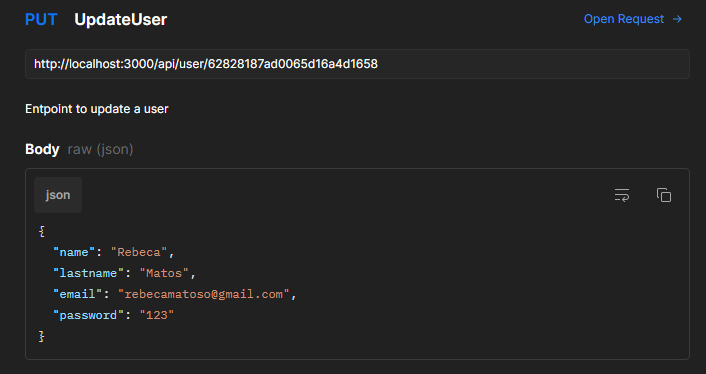 PUT UpdateUser Open Request →
http://localhost:3000/api/user/62828187ad0065d16a4d1658
Entpoint to update a user
Body raw (json)
json
{
"name": "Rebeca",
"lastname": "Matos",
"email": "rebecamatoso@gmail.com",
"password": "123"
}